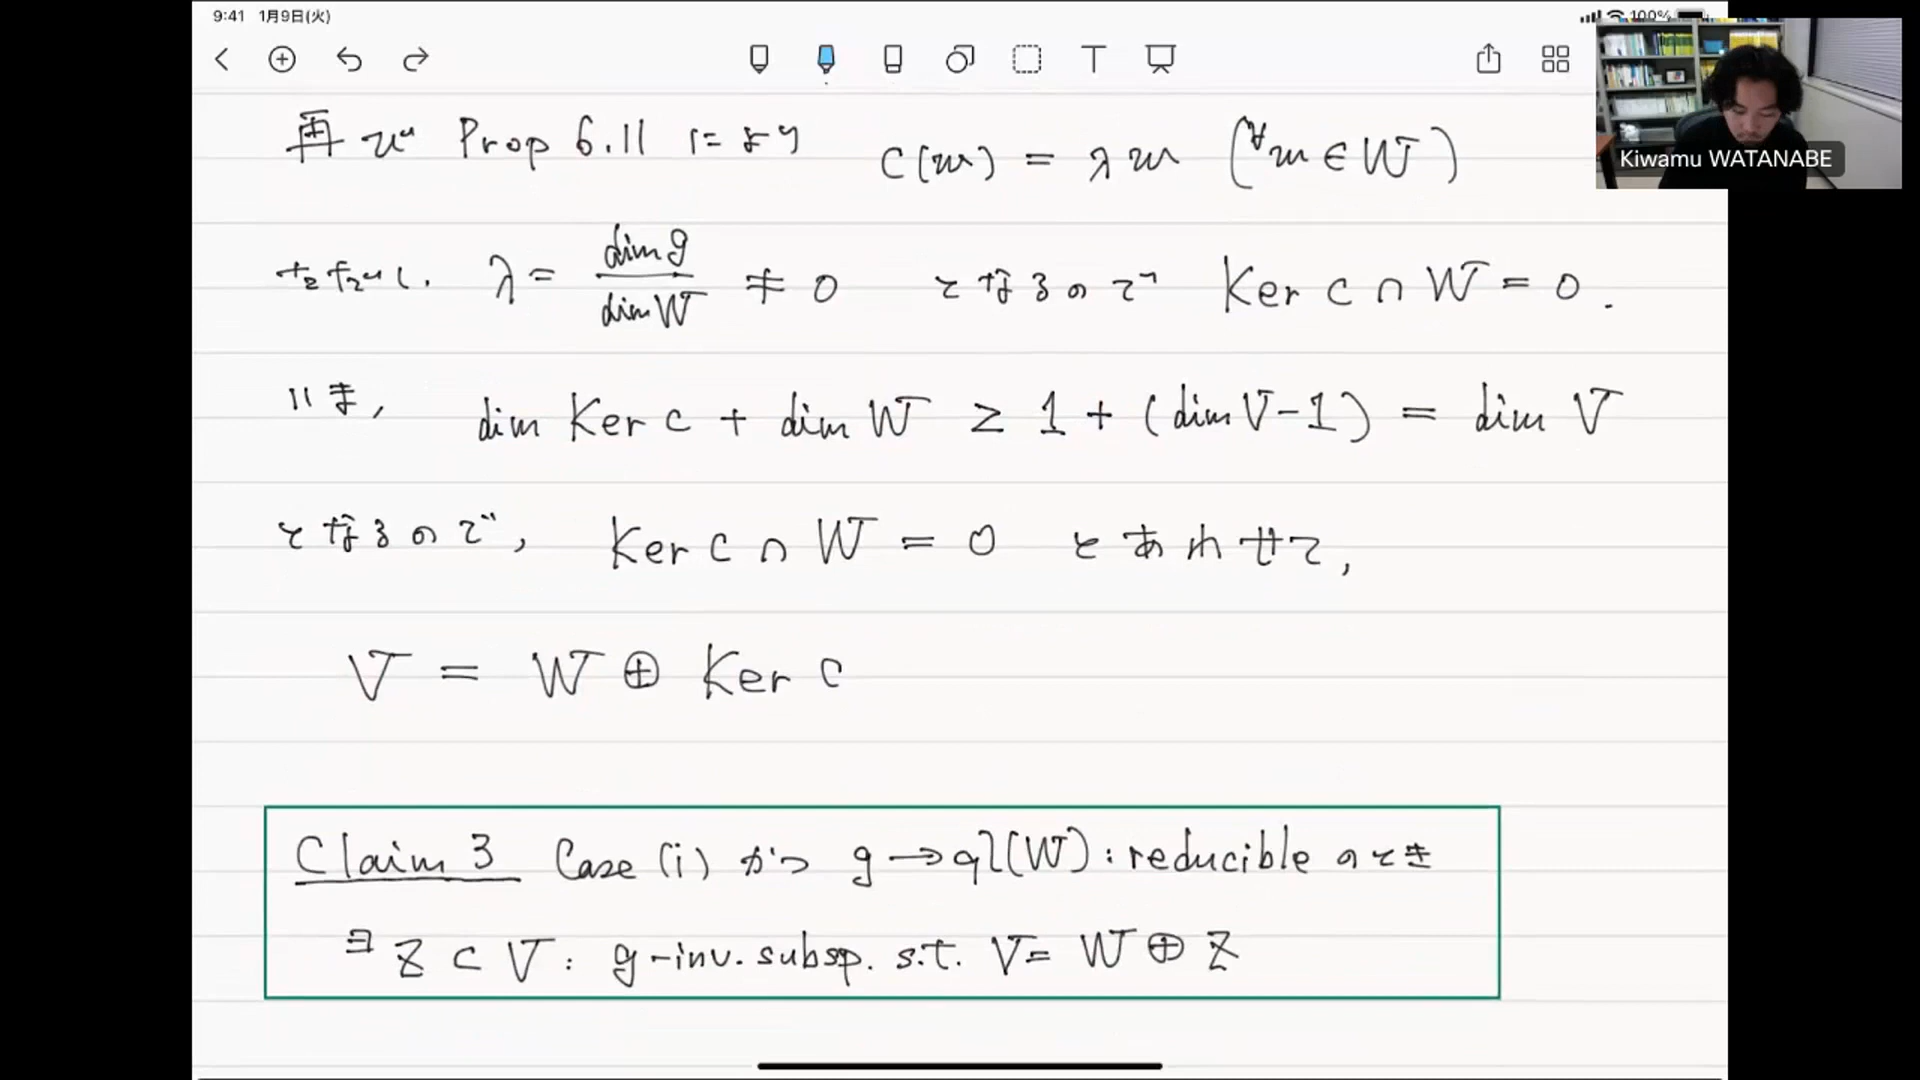 9:41 1月9日(火)
100%
Kiwamu WATANABE
再び Prop 6.11 により C(w) = λw (∀w ∈ W)
ただし, λ = dim g / dim W ≠ 0 となるので Ker c ∩ W = 0.
いま, dim Ker c + dim W ≥ 1 + (dim V - 1) = dim V
となるので, Ker c ∩ W = 0 とあわせて,
V = W ⊕ Ker c
Claim 3 Case (i) かつ g → gl(W) : reducible のとき
∃ Z ⊂ V : g-inv. subsp. s.t. V = W ⊕ Z